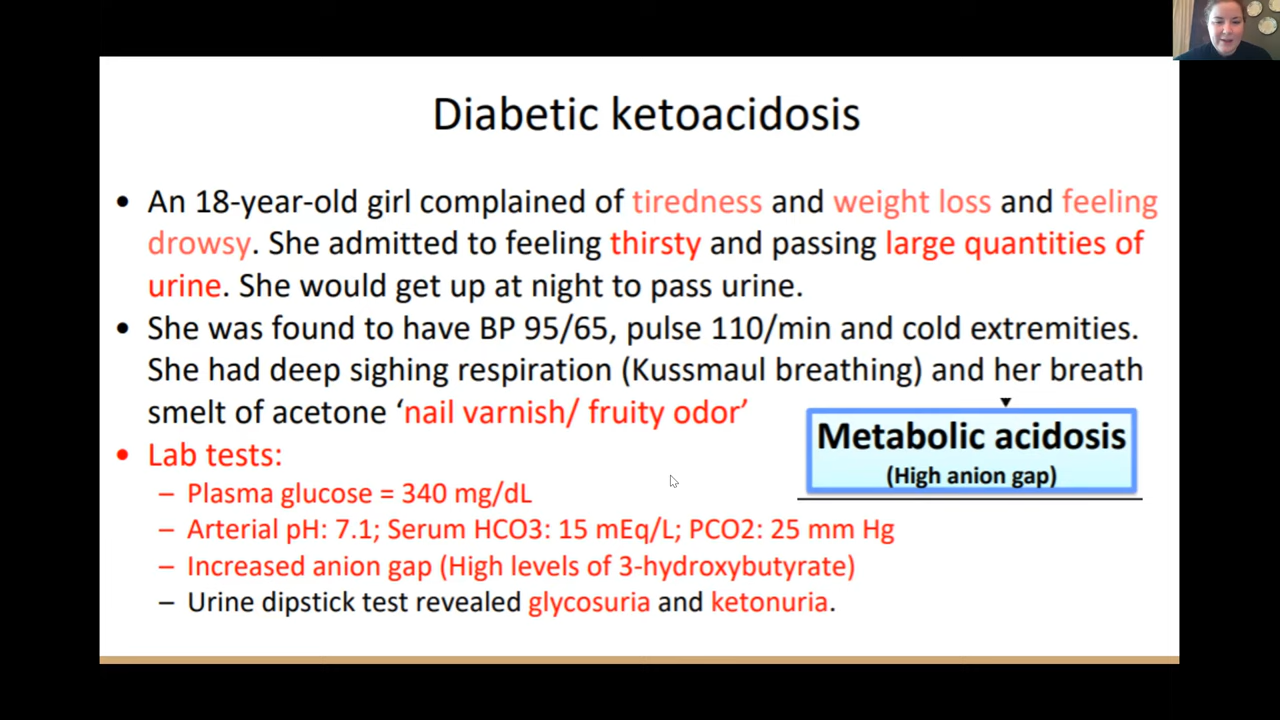 Diabetic ketoacidosis
• An 18-year-old girl complained of tiredness and weight loss and feeling
drowsy. She admitted to feeling thirsty and passing large quantities of
urine. She would get up at night to pass urine.
• She was found to have BP 95/65, pulse 110/min and cold extremities.
She had deep sighing respiration (Kussmaul breathing) and her breath
smelt of acetone ‘nail varnish/ fruity odor’
Metabolic acidosis
(High anion gap)
• Lab tests:
– Plasma glucose = 340 mg/dL
– Arterial pH: 7.1; Serum HCO3: 15 mEq/L; PCO2: 25 mm Hg
– Increased anion gap (High levels of 3-hydroxybutyrate)
– Urine dipstick test revealed glycosuria and ketonuria.